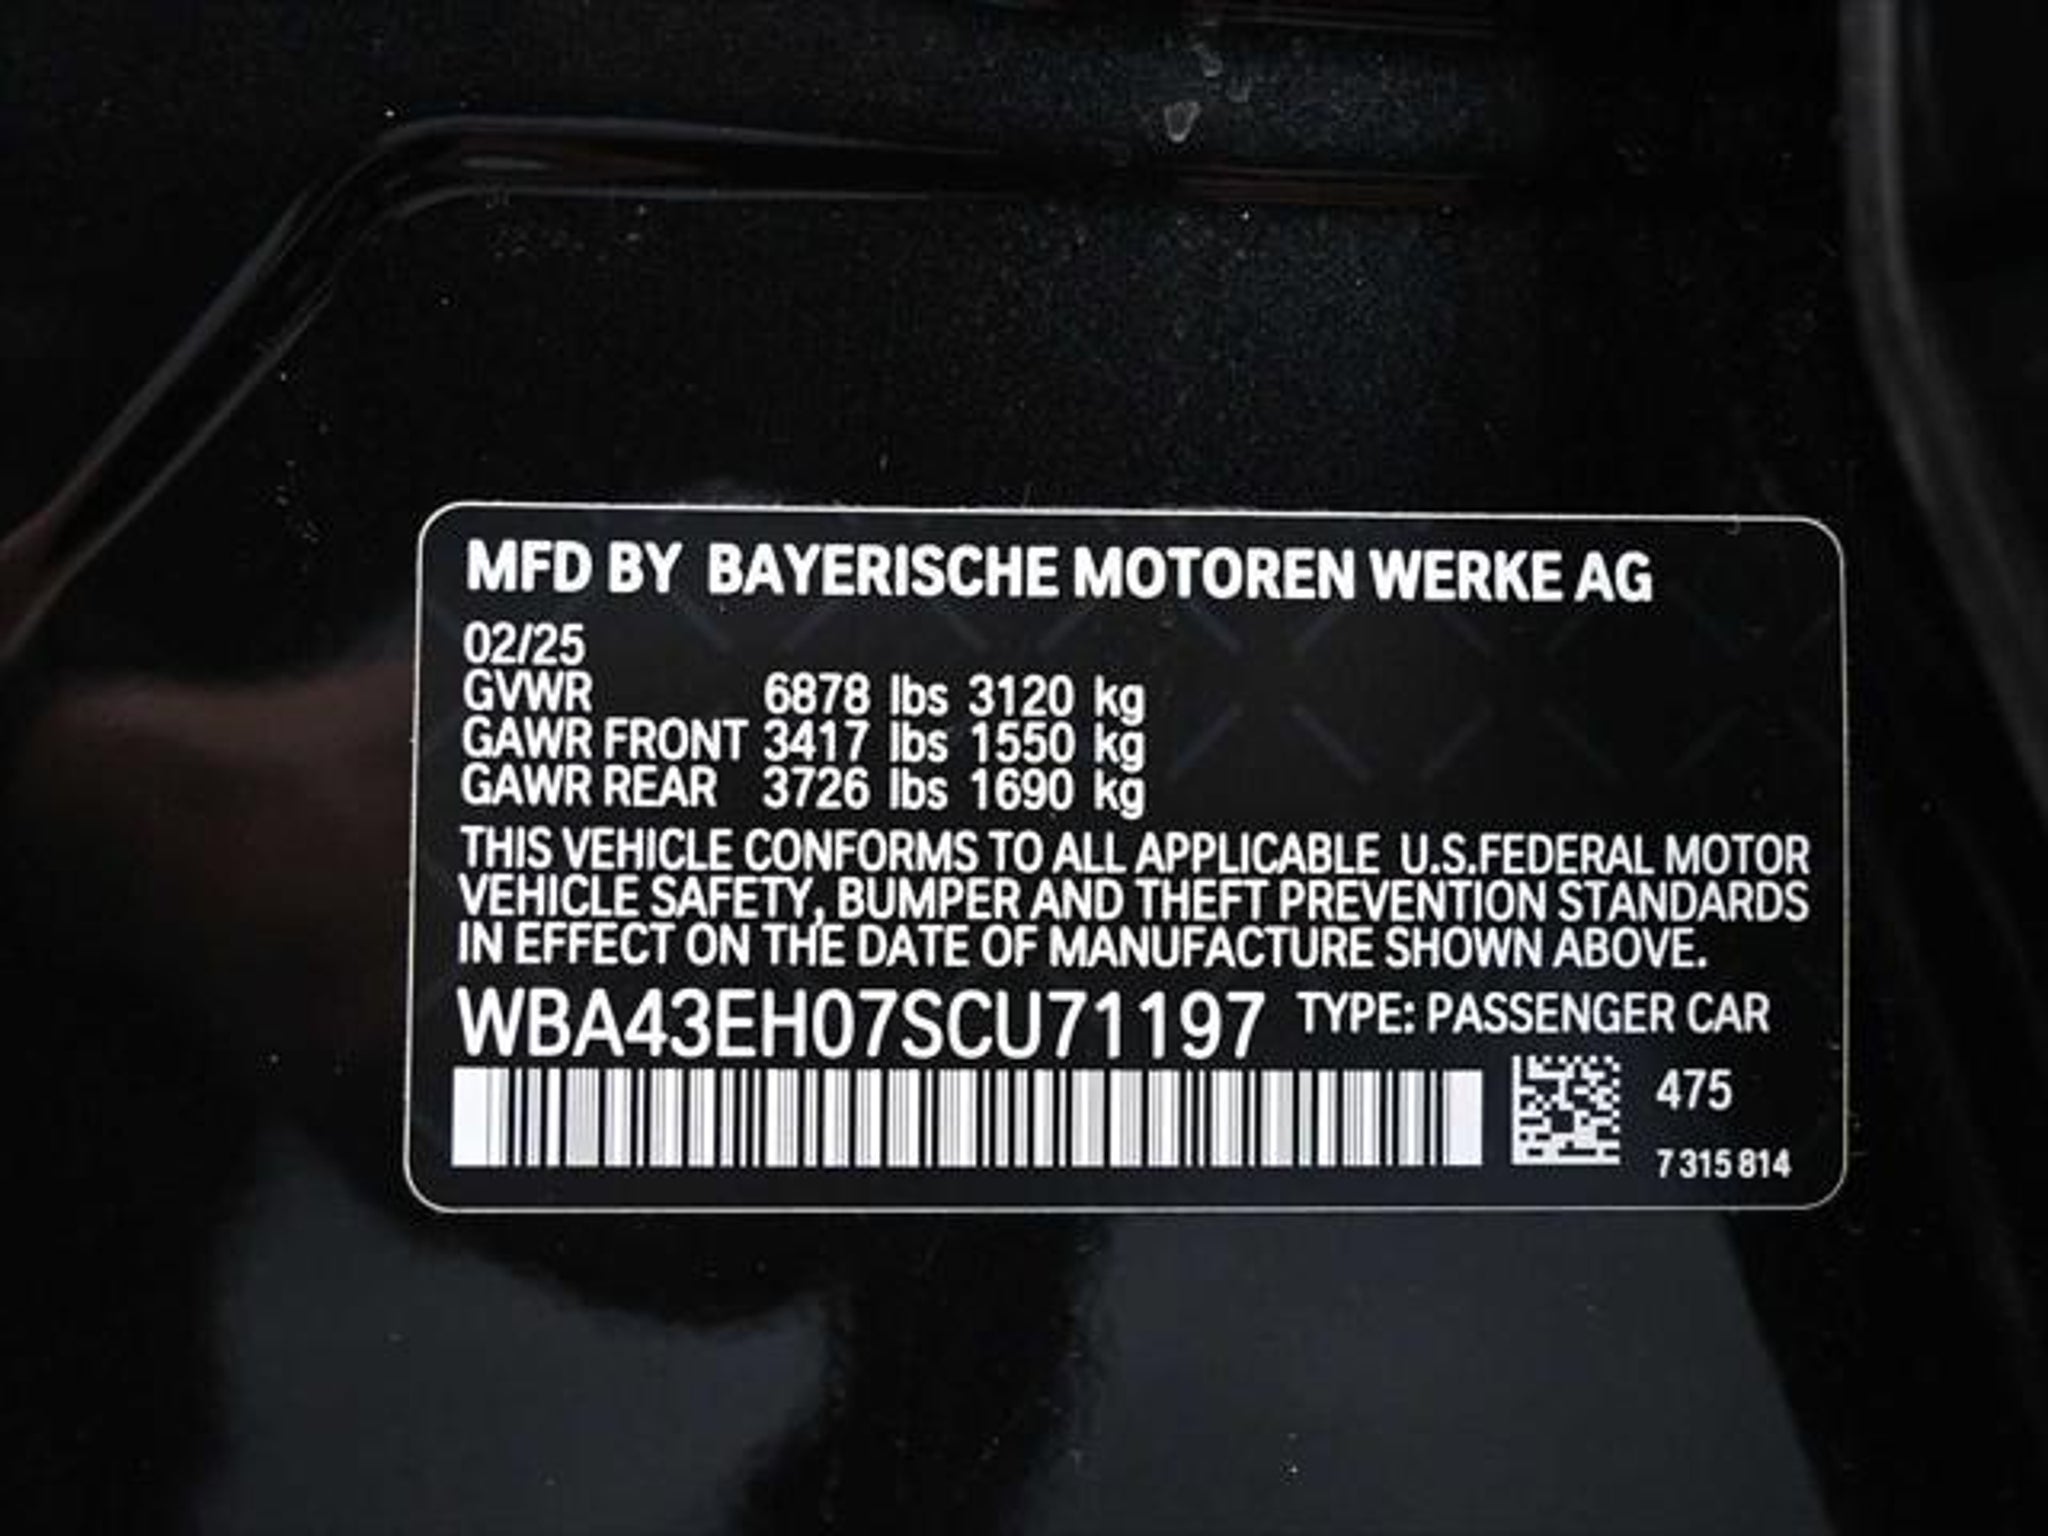 MFD BY BAYERISCHE MOTOREN WERKE AG
02/25
GVWR 6878 lbs 3120 kg
GAWR FRONT 3417 lbs 1550 kg
GAWR REAR 3726 lbs 1690 kg
THIS VEHICLE CONFORMS TO ALL APPLICABLE U.S.FEDERAL MOTOR
VEHICLE SAFETY, BUMPER AND THEFT PREVENTION STANDARDS
IN EFFECT ON THE DATE OF MANUFACTURE SHOWN ABOVE.
WBA43EH07SCU71197 TYPE: PASSENGER CAR
475
7 315 814